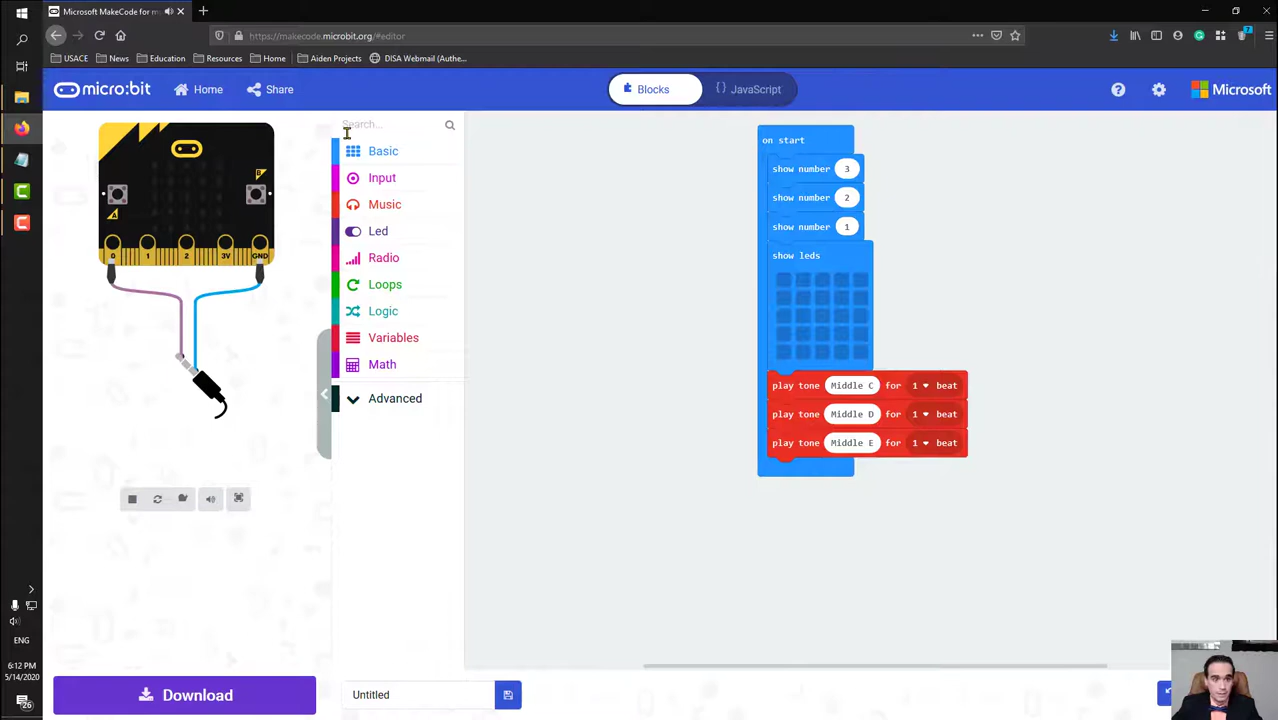 Microsoft MakeCode for m
https://makecode.microbit.org/#editor
USACE
News
Education
Resources
Home
Aiden Projects
DISA Webmail (Authe...
7
micro:bit
Home
Share
Blocks
{ } JavaScript
Microsoft
Search...
Basic
Input
Music
Led
Radio
Loops
Logic
Variables
Math
Advanced
A
B
0 1 2 3V GND
on start
show number 3
show number 2
show number 1
show leds
play tone Middle C for 1 beat
play tone Middle D for 1 beat
play tone Middle E for 1 beat
ENG
6:12 PM
5/14/2020
26
Download
Untitled